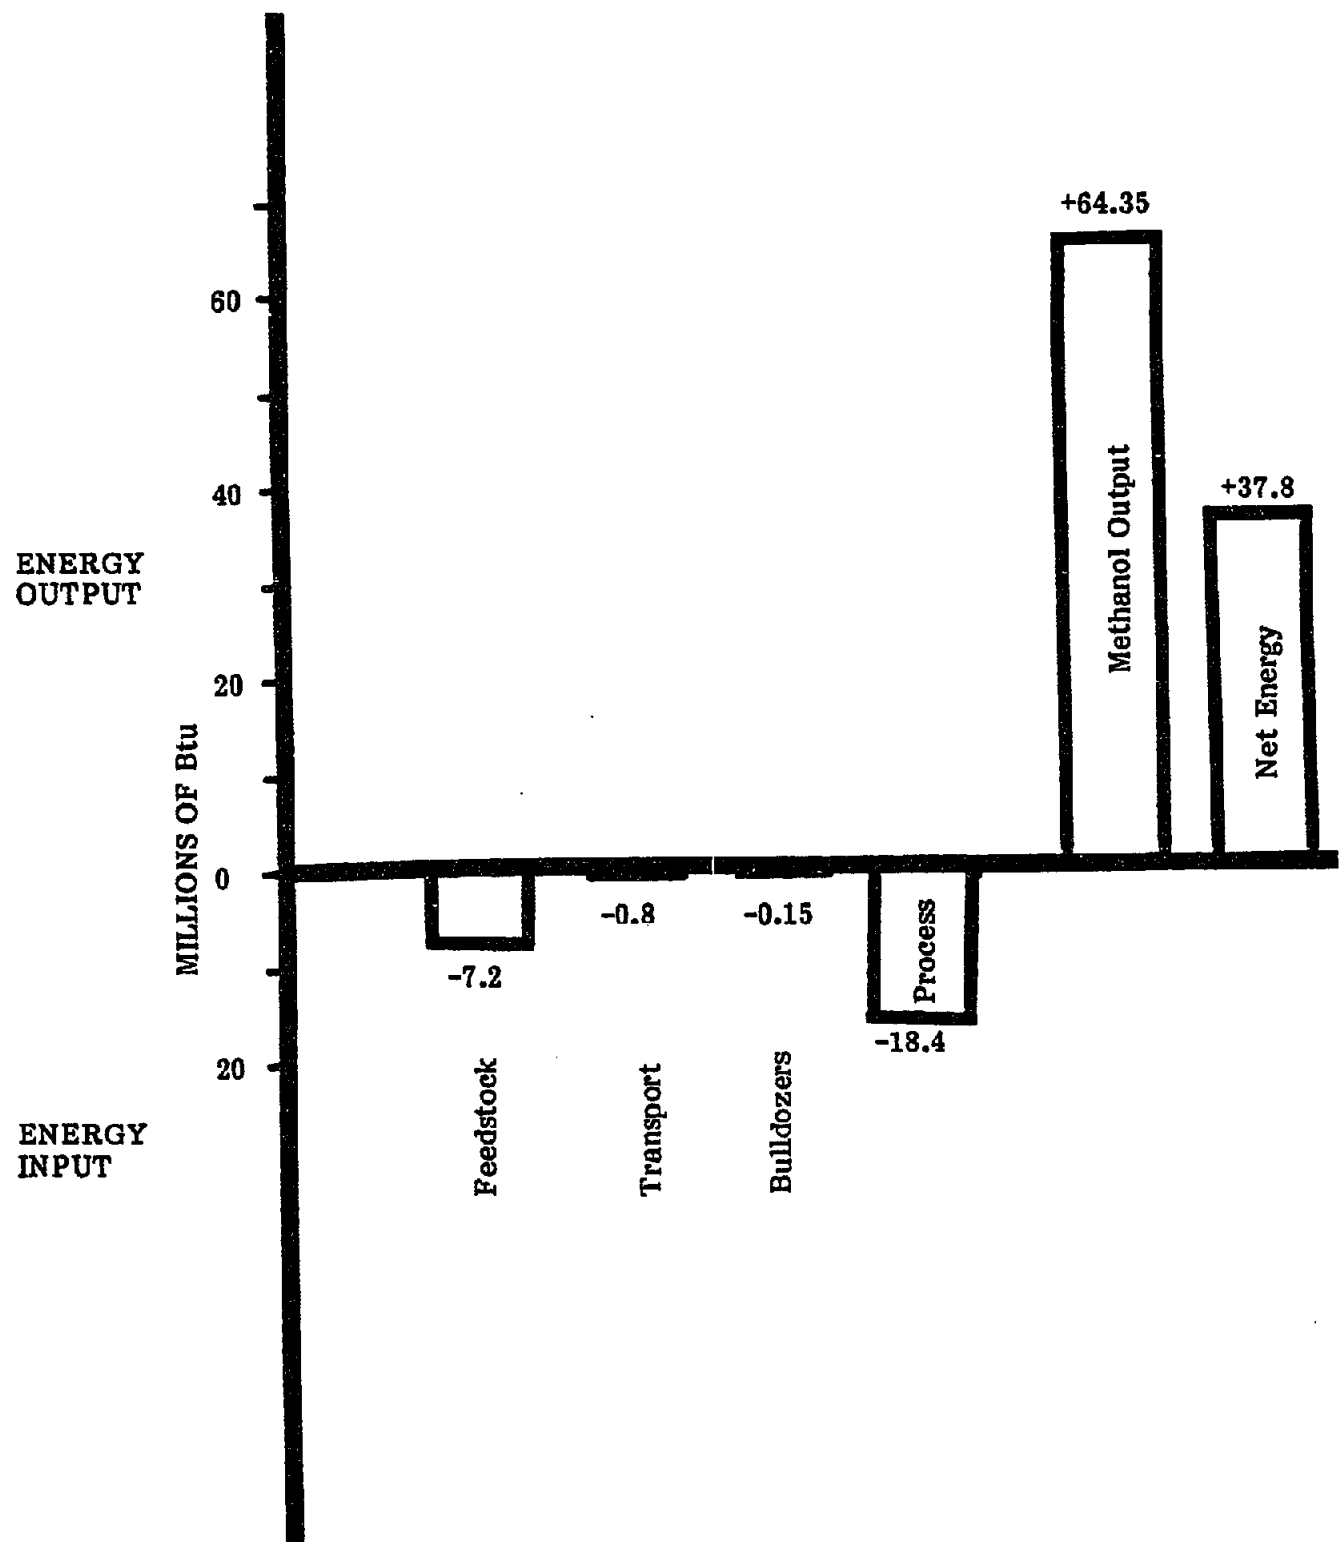 +64.35
60
+37.8
40
ENERGY
OUTPUT
Methanol Output
20
Net Energy
MILLIONS OF Btu
0
-0.8
-0.15
Process
-7.2
-18.4
20
Feedstock
Transport
Bulldozers
ENERGY
INPUT